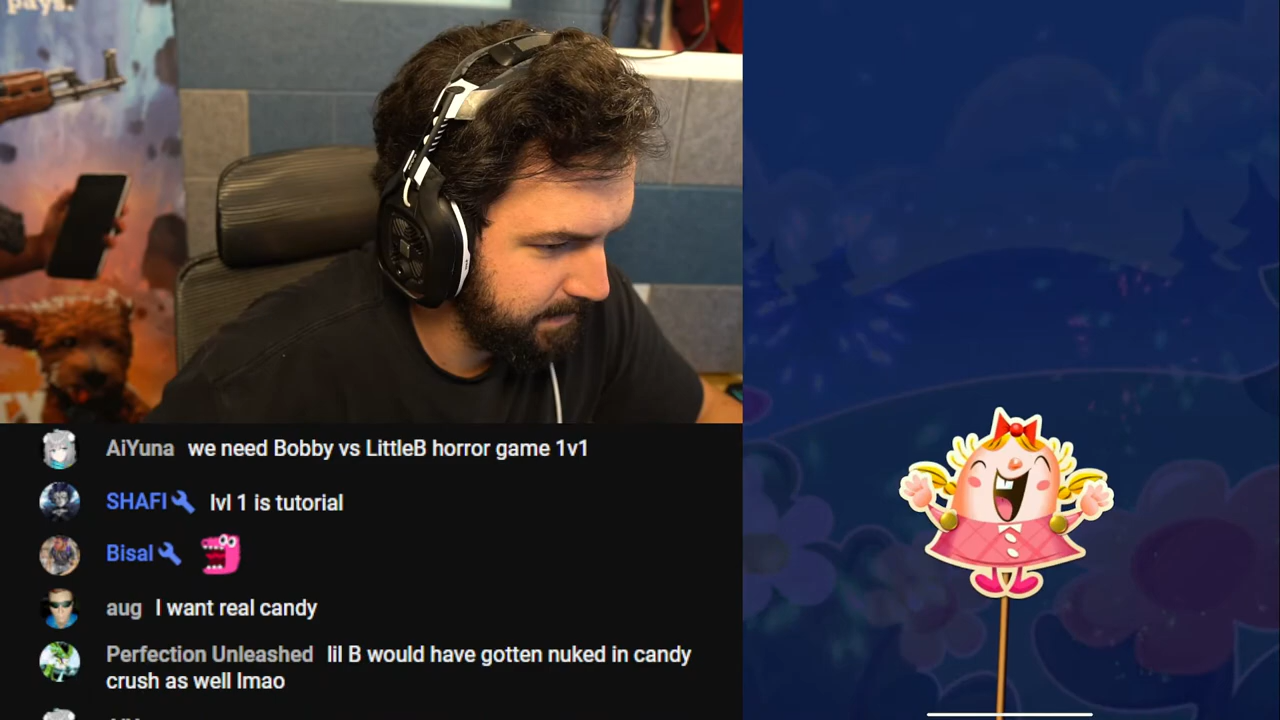 pays.
AiYuna we need Bobby vs LittleB horror game 1v1
SHAFI lvl 1 is tutorial
Bisal
aug I want real candy
Perfection Unleashed lil B would have gotten nuked in candy
crush as well lmao